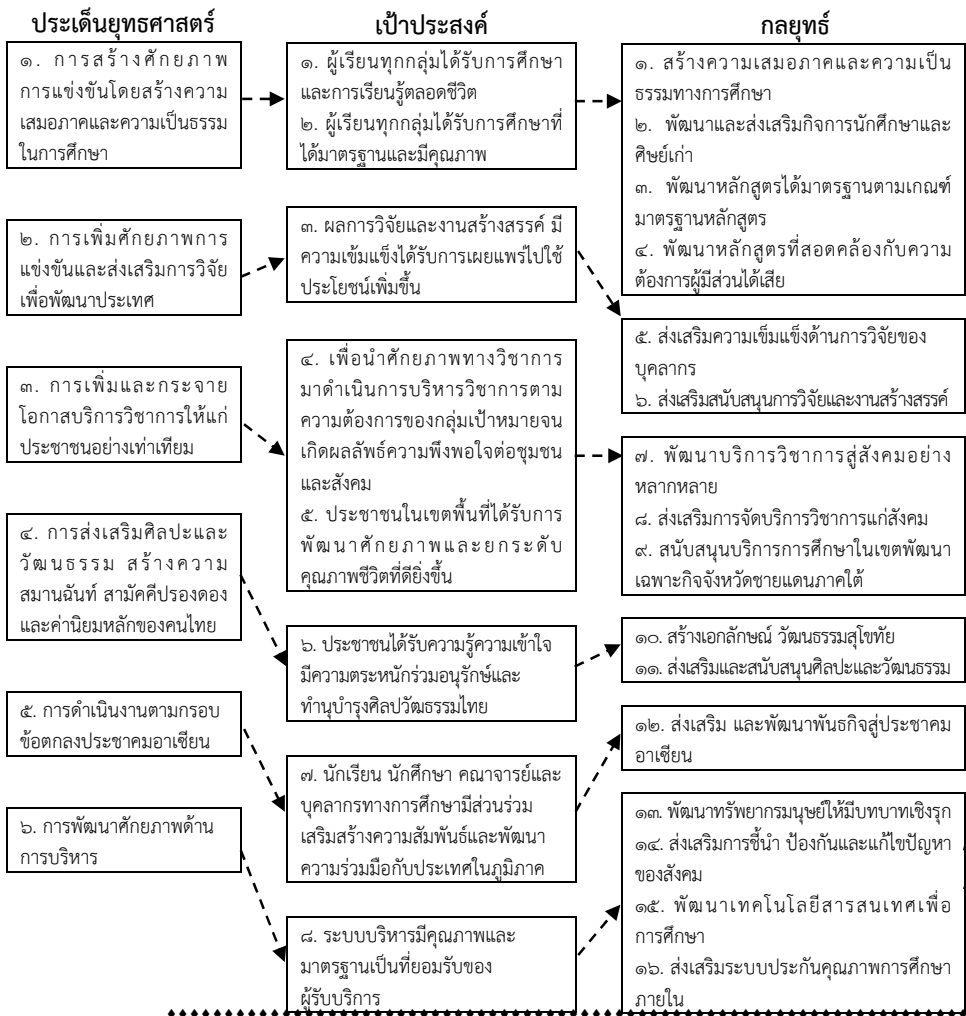 ประเด็นยุทธศาสตร์
๑. การสร้างศักยภาพ
การแข่งขันโดยสร้างความ
เสมอภาคและความเป็นธรรม
ในการศึกษา
๒. การเพิ่มศักยภาพการ
แข่งขันและส่งเสริมการวิจัย
เพื่อพัฒนาประเทศ
๓. การเพิ่มและกระจาย
โอกาสบริการวิชาการให้แก่
ประชาชนอย่างเท่าเทียม
๔. การส่งเสริมศิลปะและ
วัฒนธรรม สร้างความ
สมานฉันท์ สามัคคีปรองดอง
และค่านิยมหลักของคนไทย
๕. การดำเนินงานตามกรอบ
ข้อตกลงประชาคมอาเซียน
๖. การพัฒนาศักยภาพด้าน
การบริหาร
เป้าประสงค์
๑. ผู้เรียนทุกกลุ่มได้รับการศึกษา
และการเรียนรู้ตลอดชีวิต
๒. ผู้เรียนทุกกลุ่มได้รับการศึกษาที่
ได้มาตรฐานและมีคุณภาพ
๓. ผลการวิจัยและงานสร้างสรรค์ มี
ความเข้มแข็งได้รับการเผยแพร่ไปใช้
ประโยชน์เพิ่มขึ้น
๔. เพื่อนำศักยภาพทางวิชาการ
มาดำเนินการบริหารวิชาการตาม
ความต้องการของกลุ่มเป้าหมายจน
เกิดผลลัพธ์ความพึงพอใจต่อชุมชน
และสังคม
๕. ประชาชนในเขตพื้นที่ได้รับการ
พัฒนาศักยภาพและยกระดับ
คุณภาพชีวิตที่ดียิ่งขึ้น
๖. ประชาชนได้รับความรู้ความเข้าใจ
มีความตระหนักร่วมอนุรักษ์และ
ทำนุบำรุงศิลปวัฒธรรมไทย
๗. นักเรียน นักศึกษา คณาจารย์และ
บุคลากรทางการศึกษามีส่วนร่วม
เสริมสร้างความสัมพันธ์และพัฒนา
ความร่วมมือกับประเทศในภูมิภาค
๘. ระบบบริหารมีคุณภาพและ
มาตรฐานเป็นที่ยอมรับของ
ผู้รับบริการ
กลยุทธ์
๑. สร้างความเสมอภาคและความเป็น
ธรรมทางการศึกษา
๒. พัฒนาและส่งเสริมกิจการนักศึกษาและ
ศิษย์เก่า
๓. พัฒนาหลักสูตรได้มาตรฐานตามเกณฑ์
มาตรฐานหลักสูตร
๔. พัฒนาหลักสูตรที่สอดคล้องกับความ
ต้องการผู้มีส่วนได้เสีย
๕. ส่งเสริมความเข็มแข็งด้านการวิจัยของ
บุคลากร
๖. ส่งเสริมสนับสนุนการวิจัยและงานสร้างสรรค์
๗. พัฒนาบริการวิชาการสู่สังคมอย่าง
หลากหลาย
๘. ส่งเสริมการจัดบริการวิชาการแก่สังคม
๙. สนับสนุนบริการการศึกษาในเขตพัฒนา
เฉพาะกิจจังหวัดชายแดนภาคใต้
๑๐. สร้างเอกลักษณ์ วัฒนธรรมสุโขทัย
๑๑. ส่งเสริมและสนับสนุนศิลปะและวัฒนธรรม
๑๒. ส่งเสริม และพัฒนาพันธกิจสู่ประชาคม
อาเซียน
๑๓. พัฒนาทรัพยากรมนุษย์ให้มีบทบาทเชิงรุก
๑๔. ส่งเสริมการชี้นำ ป้องกันและแก้ไขปัญหา
ของสังคม
๑๕. พัฒนาเทคโนโลยีสารสนเทศเพื่อ
การศึกษา
๑๖. ส่งเสริมระบบประกันคุณภาพการศึกษา
ภายใน